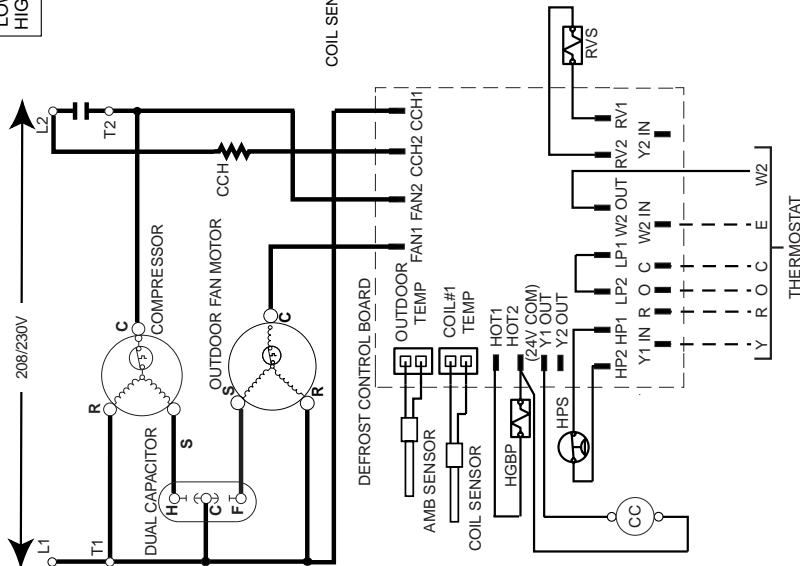 LOW
HIG
COIL SEN
208/230V
L1
L2
T1
T2
CCH
R
C
COMPRESSOR
S
DUAL CAPACITOR
H
C
F
OUTDOOR FAN MOTOR
S
C
R
DEFROST CONTROL BOARD
FAN1 FAN2 CCH2 CCH1
OUTDOOR
TEMP
COIL#1
TEMP
AMB SENSOR
COIL SENSOR
HOT1
HOT2
(24V COM)
Y1 OUT
Y2 OUT
HGBP
HPS
CC
HP2 HP1 LP2 LP1 W2 OUT RV2 RV1
Y1 IN R O C W2 IN Y2 IN
RVS
Y R O C E W2
THERMOSTAT